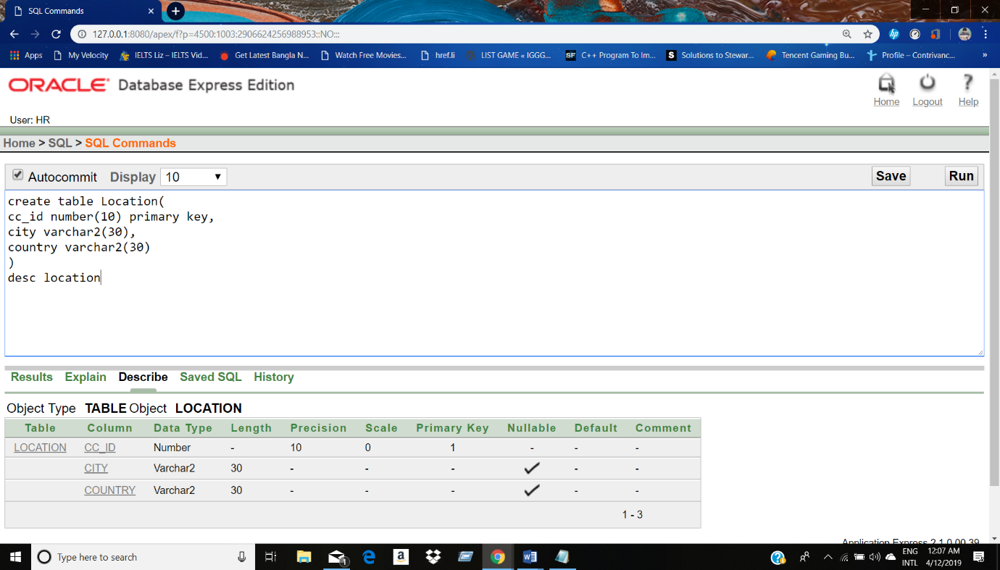 SQL Commands
127.0.0.1:8080/apex/f?p=4500:1003:2906624256988953::NO:::
Apps My Velocity IELTS Liz – IELTS Vid... Get Latest Bangla N... Watch Free Movies... href.li LIST GAME « IGGG... SF C++ Program To Im... S Solutions to Stewar... Tencent Gaming Bu... Profile – Contrivanc... »
ORACLE Database Express Edition
Home Logout Help
User: HR
Home > SQL > SQL Commands
Autocommit Display 10 Save Run
create table Location(
cc_id number(10) primary key,
city varchar2(30),
country varchar2(30)
)
desc location
Results Explain Describe Saved SQL History
Object Type TABLE Object LOCATION
Table Column Data Type Length Precision Scale Primary Key Nullable Default Comment
LOCATION CC_ID Number - 10 0 1 - - -
CITY Varchar2 30 - - - - -
COUNTRY Varchar2 30 - - - - -
1 - 3
Application Express 2.1.0.00.39
Type here to search
1
ENG 12:07 AM
INTL 4/12/2019